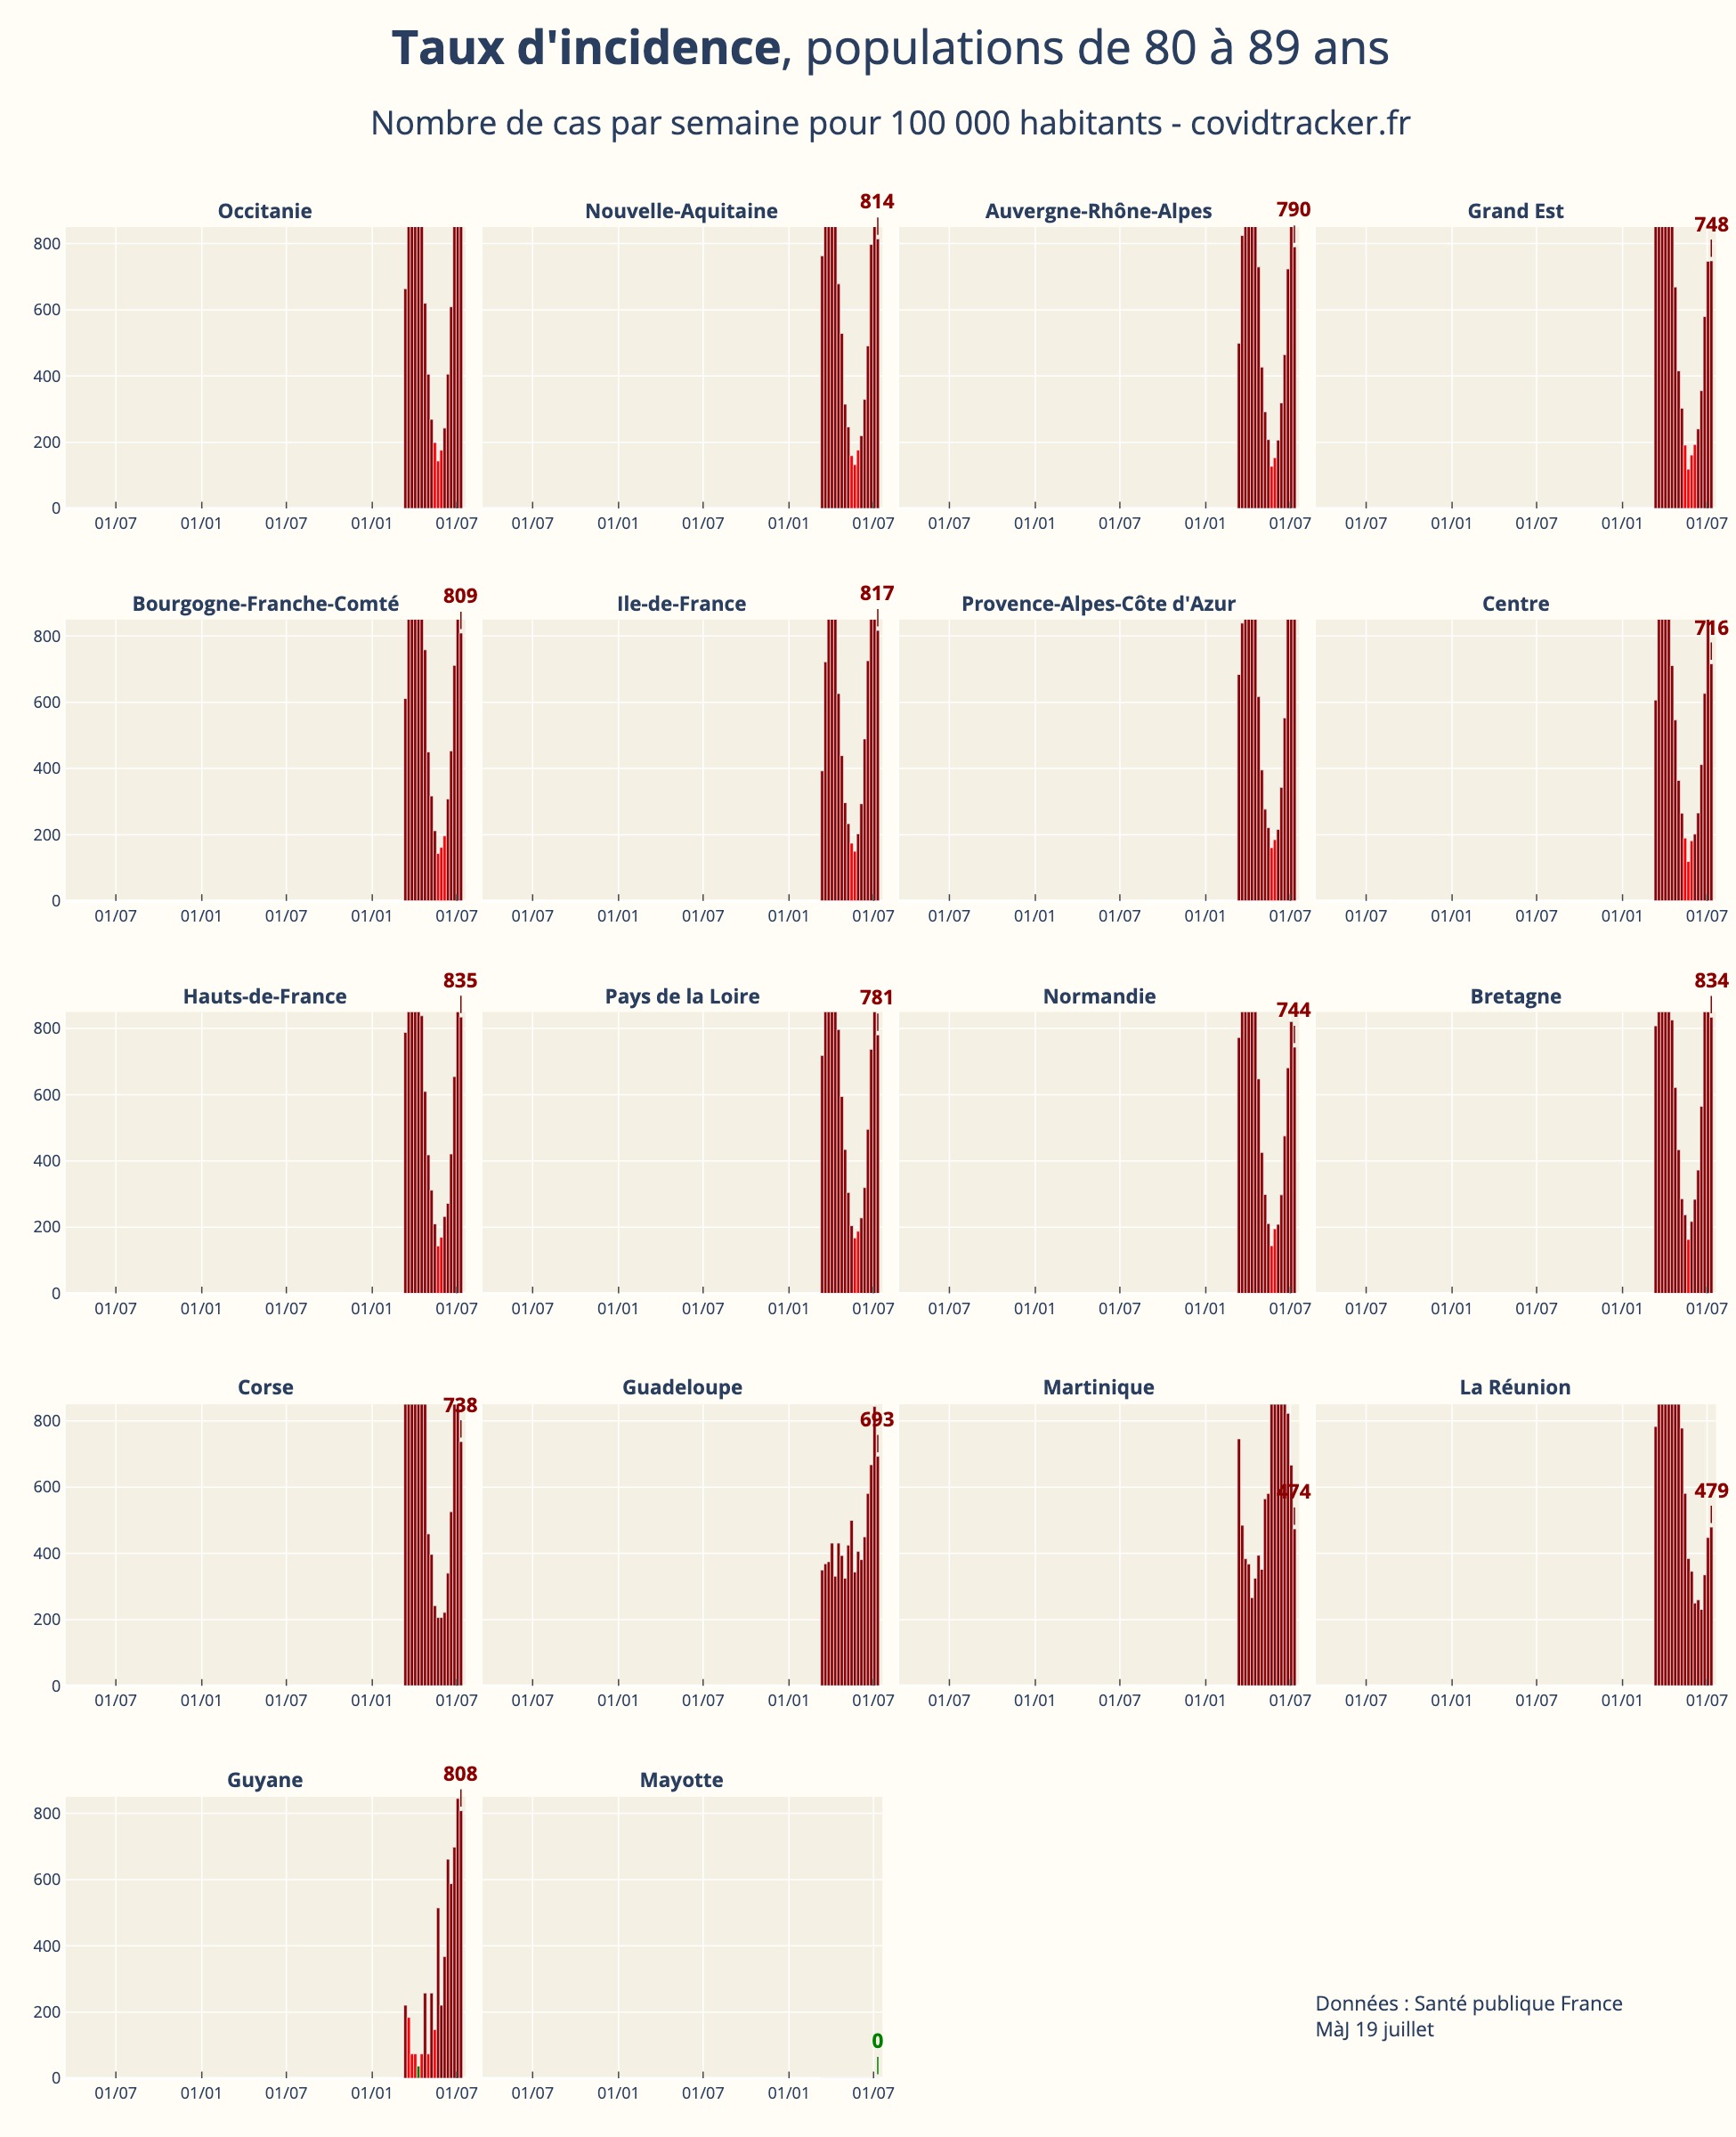 Taux d'incidence, populations de 80 à 89 ans
Nombre de cas par semaine pour 100 000 habitants - covidtracker.fr
Occitanie
Nouvelle-Aquitaine
814
Auvergne-Rhône-Alpes
790
Grand Est
748
800
600
400
200
0
01/07 01/01 01/07 01/01 01/07
01/07 01/01 01/07 01/01 01/07
01/07 01/01 01/07 01/01 01/07
01/07 01/01 01/07 01/01 01/07
Bourgogne-Franche-Comté
809
Ile-de-France
817
Provence-Alpes-Côte d'Azur
Centre
716
800
600
400
200
0
01/07 01/01 01/07 01/01 01/07
01/07 01/01 01/07 01/01 01/07
01/07 01/01 01/07 01/01 01/07
01/07 01/01 01/07 01/01 01/07
Hauts-de-France
835
Pays de la Loire
781
Normandie
744
Bretagne
834
800
600
400
200
0
01/07 01/01 01/07 01/01 01/07
01/07 01/01 01/07 01/01 01/07
01/07 01/01 01/07 01/01 01/07
01/07 01/01 01/07 01/01 01/07
Corse
738
Guadeloupe
693
Martinique
474
La Réunion
479
800
600
400
200
0
01/07 01/01 01/07 01/01 01/07
01/07 01/01 01/07 01/01 01/07
01/07 01/01 01/07 01/01 01/07
01/07 01/01 01/07 01/01 01/07
Guyane
808
Mayotte
0
800
600
400
200
0
01/07 01/01 01/07 01/01 01/07
01/07 01/01 01/07 01/01 01/07
Données : Santé publique France
MàJ 19 juillet